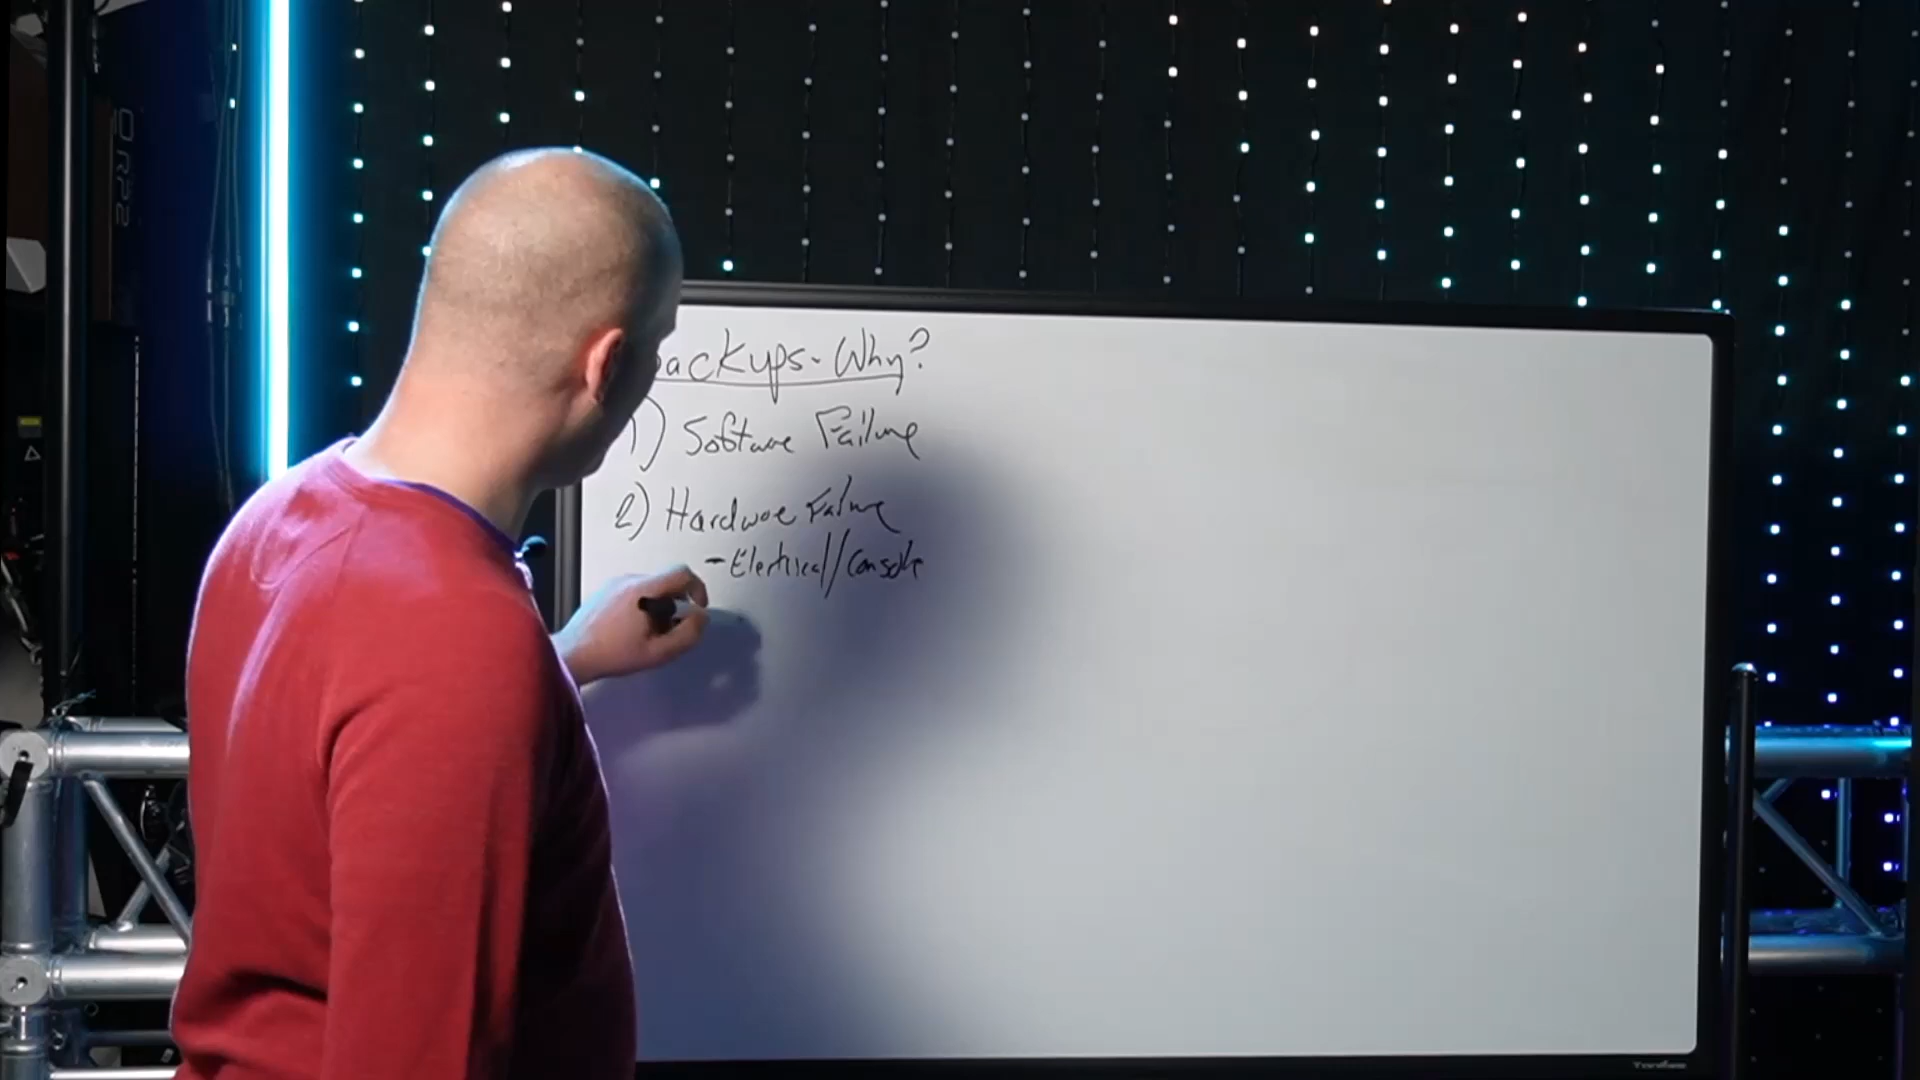 ackups - Why?
1) Software Failure
2) Hardware Failure
- Electrical/Console